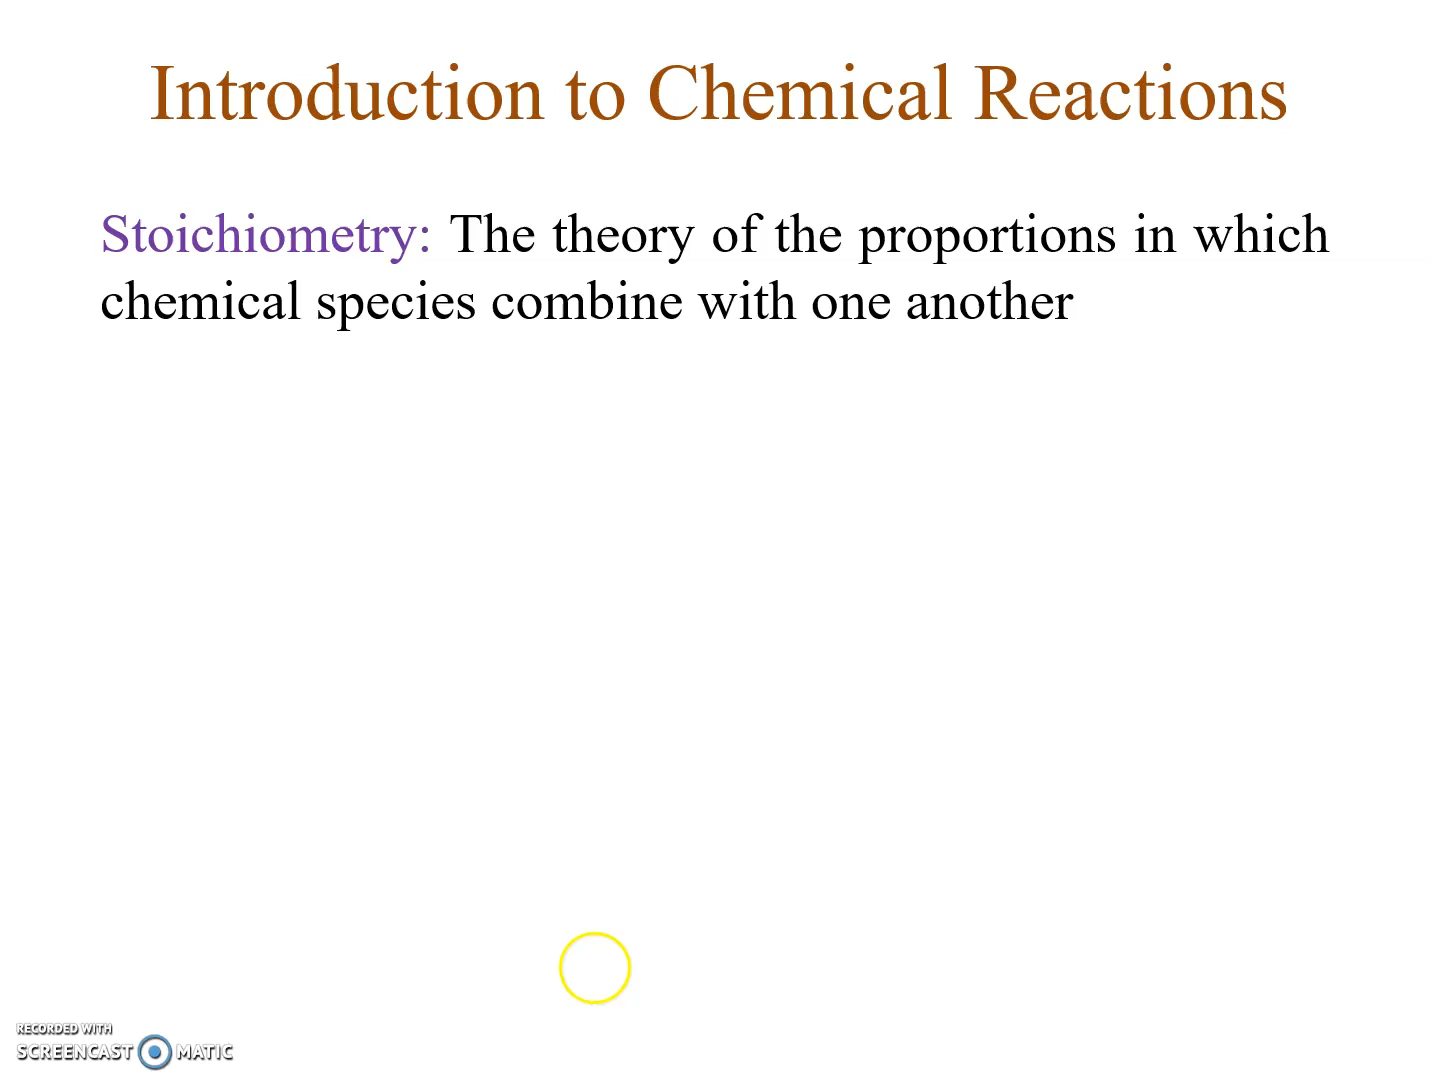 Introduction to Chemical Reactions
Stoichiometry: The theory of the proportions in which
chemical species combine with one another
RECORDED WITH
SCREENCAST MATIC